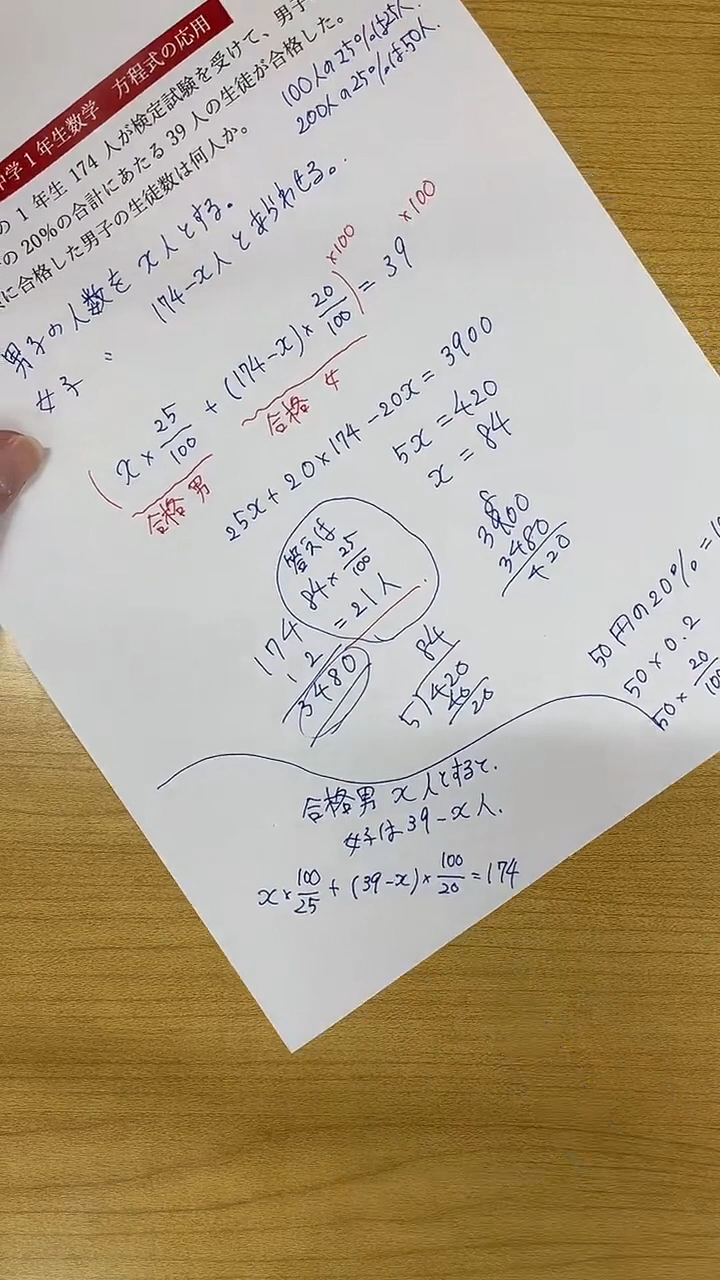 中学1年生数学 方程式の応用
の 1 年生 174 人が検定試験を受けて、男子
の 20%の合計にあたる 39 人の生徒が合格した。
に合格した男子の生徒数は何人か。
100人の25%は25人.
200人の25%は50人.
男子の人数を x人とする。
女子 〃 174-x人とあらわせる。
(x×25/100+(174-x)×20/100)=39
×100 ×100
合格 男 合格 女
25x+20×174-20x=3900
5x=420
x=84
答えは
84×25/100
=21人.
3900
3480
420
174
2
3480
84
5)420
40
20
50円の20%=1
50×0.2
50×20/100
合格男 x人とすると.
女子は39-x人.
x×100/25+(39-x)×100/20=174